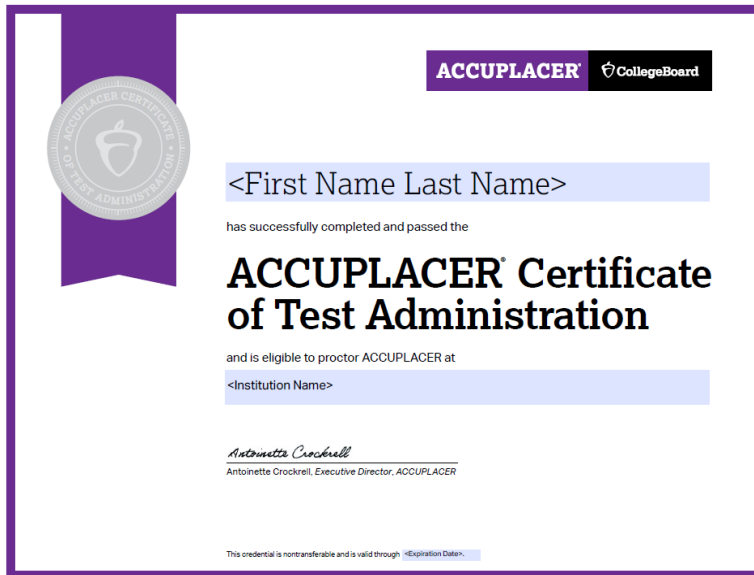 ACCUPLACER® CollegeBoard
ACCUPLACER CERTIFICATE
OF TEST ADMINISTRATION
<First Name Last Name>
has successfully completed and passed the
ACCUPLACER® Certificate
of Test Administration
and is eligible to proctor ACCUPLACER at
<Institution Name>
Antoinette Crockrell
Antoinette Crockrell, Executive Director, ACCUPLACER
This credential is nontransferable and is valid through <Expiration Date>.